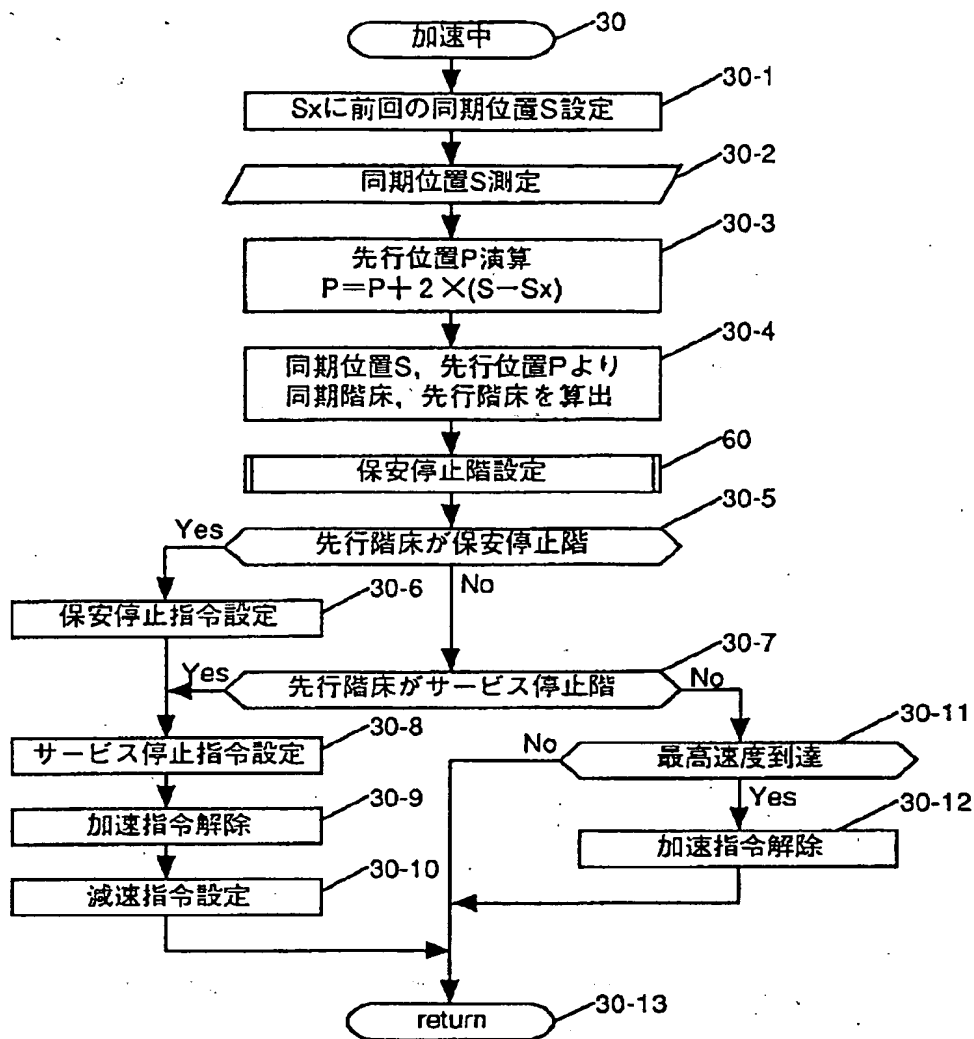 加速中
30
30-1
Sxに前回の同期位置S設定
30-2
同期位置S測定
30-3
先行位置P演算
P=P+2×(S-Sx)
30-4
同期位置S,先行位置Pより
同期階床,先行階床を算出
60
保安停止階設定
30-5
Yes
先行階床が保安停止階
No
30-6
保安停止指令設定
30-7
Yes
先行階床がサービス停止階
No
30-8
サービス停止指令設定
30-11
No
最高速度到達
Yes
30-9
加速指令解除
30-12
加速指令解除
30-10
減速指令設定
return
30-13